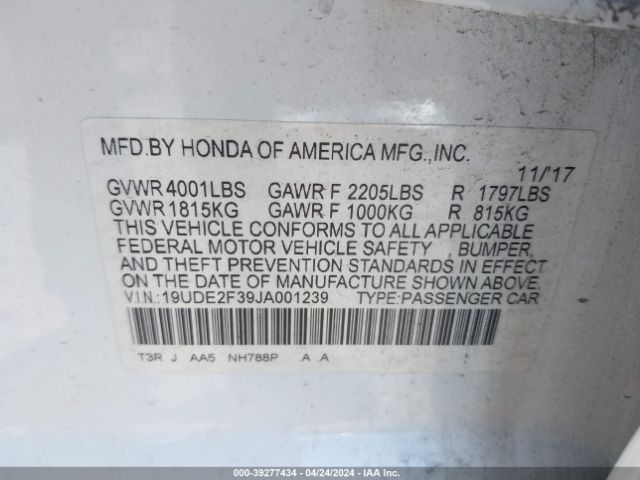 MFD.BY HONDA OF AMERICA MFG.,INC.
11/'17
GVWR 4001LBS GAWR F 2205LBS R 1797LBS
GVWR 1815KG GAWR F 1000KG R 815KG
THIS VEHICLE CONFORMS TO ALL APPLICABLE
FEDERAL MOTOR VEHICLE SAFETY , BUMPER,
AND THEFT PREVENTION STANDARDS IN EFFECT
ON THE DATE OF MANUFACTURE SHOWN ABOVE.
V.I.N.:19UDE2F39JA001239 TYPE:PASSENGER CAR
T3R J AA5 NH788P .A .A
000-39277434 - 04/24/2024 - IAA Inc.